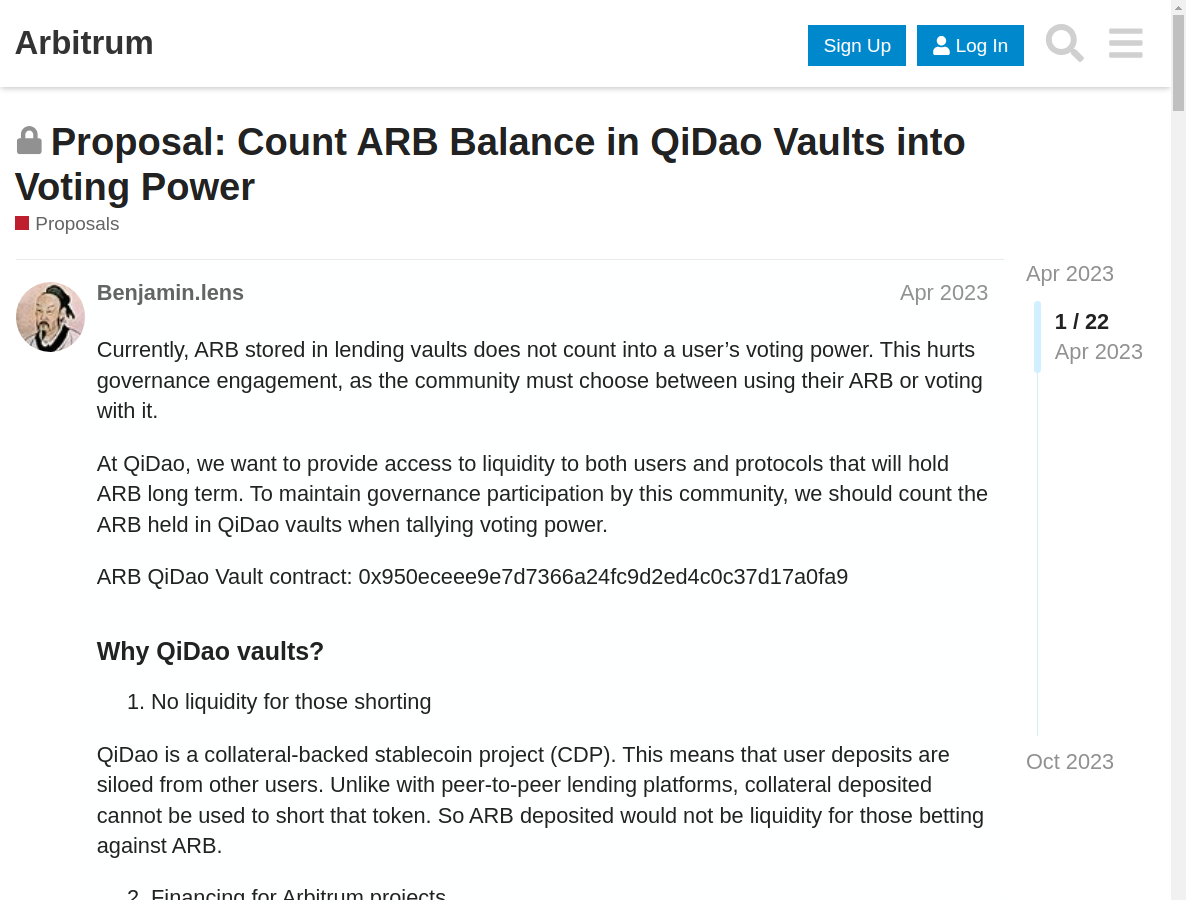 Arbitrum
Sign Up
Log In
Proposal: Count ARB Balance in QiDao Vaults into
Voting Power
Proposals
Benjamin.lens
Apr 2023
Currently, ARB stored in lending vaults does not count into a user’s voting power. This hurts
governance engagement, as the community must choose between using their ARB or voting
with it.
At QiDao, we want to provide access to liquidity to both users and protocols that will hold
ARB long term. To maintain governance participation by this community, we should count the
ARB held in QiDao vaults when tallying voting power.
ARB QiDao Vault contract: 0x950eceee9e7d7366a24fc9d2ed4c0c37d17a0fa9
Why QiDao vaults?
1. No liquidity for those shorting
QiDao is a collateral-backed stablecoin project (CDP). This means that user deposits are
siloed from other users. Unlike with peer-to-peer lending platforms, collateral deposited
cannot be used to short that token. So ARB deposited would not be liquidity for those betting
against ARB.
2. Financing for Arbitrum projects
Apr 2023
1 / 22
Apr 2023
Oct 2023